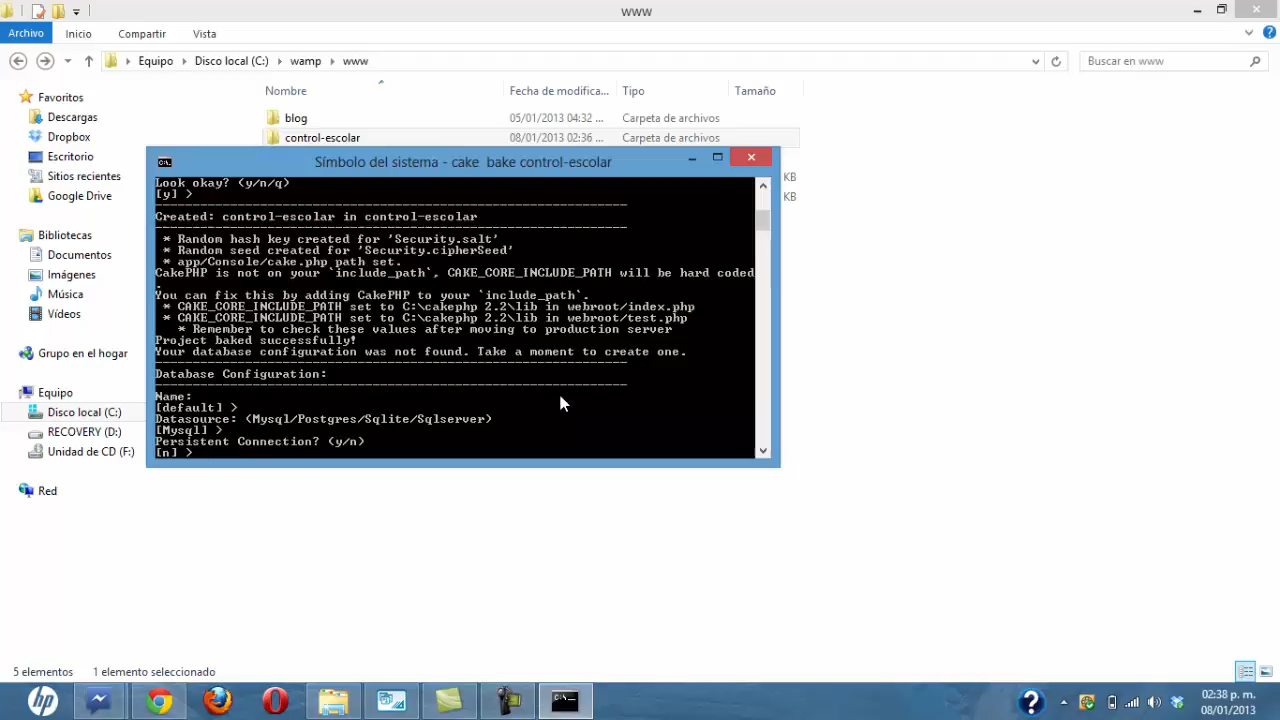 www
Archivo Inicio Compartir Vista
Equipo Disco local (C:) wamp www
Buscar en www
Nombre Fecha de modifica... Tipo Tamaño
Favoritos
Descargas
Dropbox
Escritorio
Sitios recientes
Google Drive
Bibliotecas
Documentos
Imágenes
Música
Vídeos
Grupo en el hogar
Equipo
Disco local (C:)
RECOVERY (D:)
Unidad de CD (F:)
Red
blog 05/01/2013 04:32 ... Carpeta de archivos
control-escolar 08/01/2013 02:36 ... Carpeta de archivos
KB
KB
Símbolo del sistema - cake bake control-escolar
Look okay? (y/n/q)
[y] >
Created: control-escolar in control-escolar
* Random hash key created for 'Security.salt'
* Random seed created for 'Security.cipherSeed'
* app/Console/cake.php path set.
CakePHP is not on your `include_path`, CAKE_CORE_INCLUDE_PATH will be hard coded
.
You can fix this by adding CakePHP to your `include_path`.
* CAKE_CORE_INCLUDE_PATH set to C:\cakephp 2.2\lib in webroot/index.php
* CAKE_CORE_INCLUDE_PATH set to C:\cakephp 2.2\lib in webroot/test.php
* Remember to check these values after moving to production server
Project baked successfully!
Your database configuration was not found. Take a moment to create one.
Database Configuration:
Name:
[default] >
Datasource: (Mysql/Postgres/Sqlite/Sqlserver)
[Mysql] >
Persistent Connection? (y/n)
[n] >
5 elementos 1 elemento seleccionado
02:38 p. m.
08/01/2013